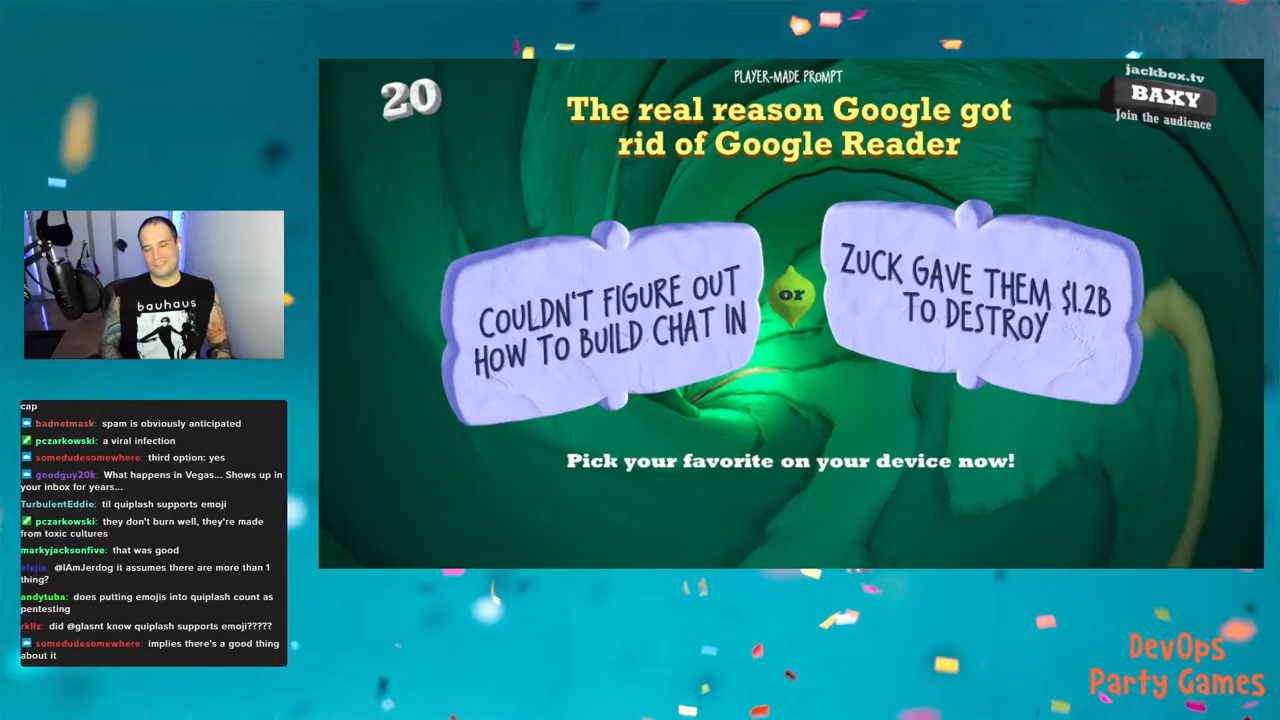 20
PLAYER-MADE PROMPT
The real reason Google got
rid of Google Reader
jackbox.tv
BAXY
Join the audience
COULDN'T FIGURE OUT
HOW TO BUILD CHAT IN
or
ZUCK GAVE THEM $1.2B
TO DESTROY
Pick your favorite on your device now!
bauhaus
cap
badnetmask: spam is obviously anticipated
pczarkowski: a viral infection
somedudesomewhere: third option: yes
goodguy20k: What happens in Vegas... Shows up in
your inbox for years...
TurbulentEddie: til quiplash supports emoji
pczarkowski: they don't burn well, they're made
from toxic cultures
markyjacksonfive: that was good
@IAmJerdog it assumes there are more than 1
thing?
andytuba: does putting emojis into quiplash count as
pentesting
rkllz: did @glasnt know quiplash supports emoji?????
somedudesomewhere: implies there's a good thing
about it
DevOps
Party Games